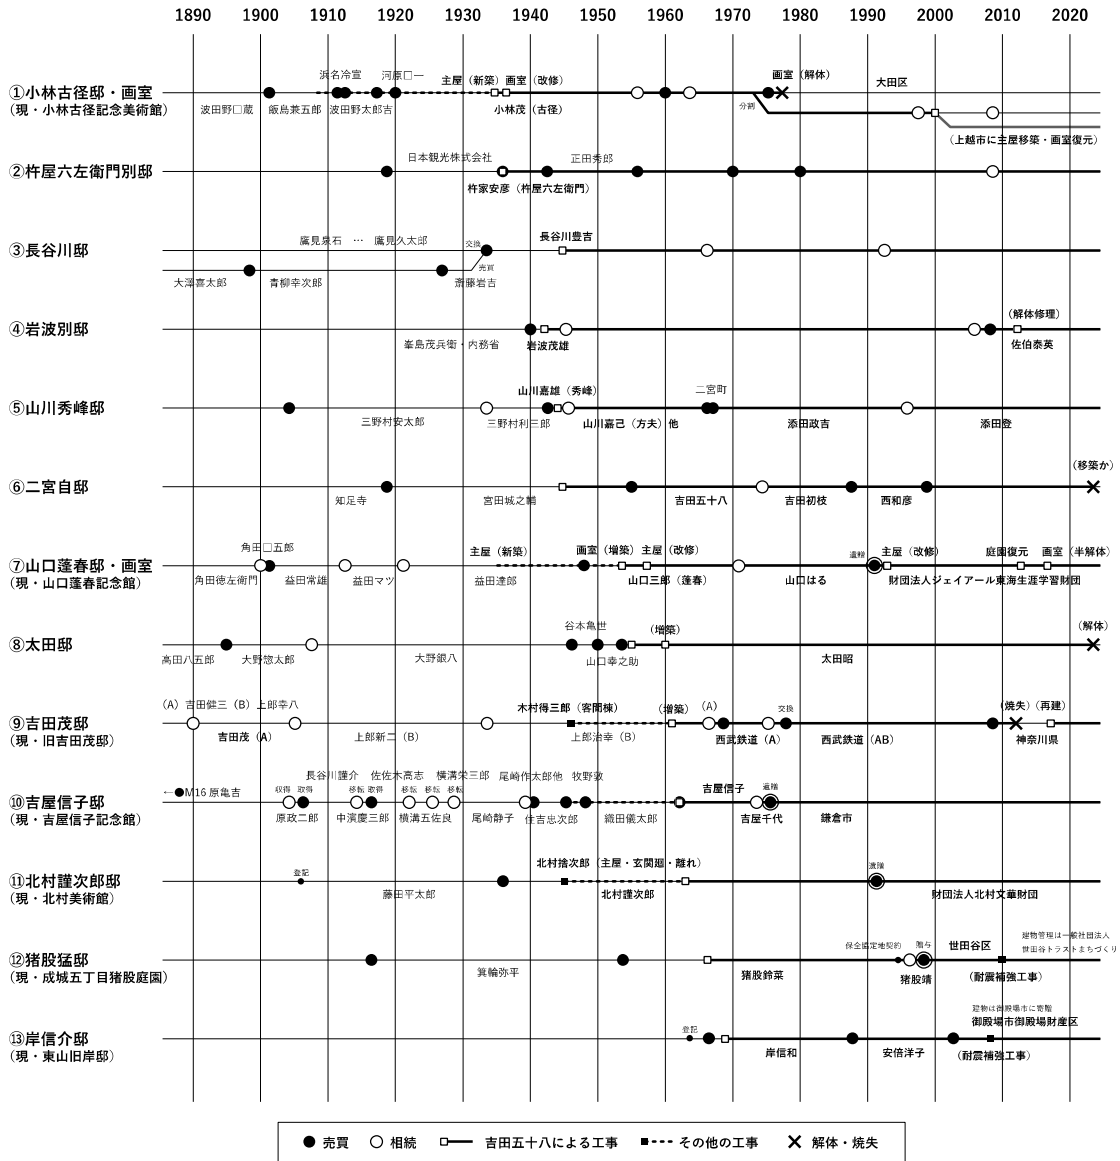 1890 1900 1910 1920 1930 1940 1950 1960 1970 1980 1990 2000 2010 2020
浜名冷宣 河原□一 主屋（新築） 画室（改修） 画室（解体） 大田区
①小林古径邸・画室
（現・小林古径記念美術館）
波田野□蔵 飯島兼五郎 波田野太郎吉 小林茂（古径） 分割
（上越市に主屋移築・画室復元）
日本観光株式会社 正田秀郎
②杵屋六左衛門別邸
杵家安彦（杵屋六左衛門）
鷹見泉石 … 鷹見久太郎 交換 長谷川豊吉
③長谷川邸
売買
大澤喜太郎 青柳幸次郎 斎藤岩吉
（解体修理）
④岩波別邸
峯島茂兵衛・内務省 岩波茂雄 佐伯泰英
山川嘉雄（秀峰） 二宮町
⑤山川秀峰邸
三野村安太郎 三野村利三郎 山川嘉己（方夫）他 添田政吉 添田登
（移築か）
⑥二宮自邸
知足寺 宮田城之輔 吉田五十八 吉田初枝 西和彦
角田□五郎 主屋（新築） 画室（増築） 主屋（改修） 遺贈 主屋（改修） 庭園復元 画室（半解体）
⑦山口蓬春邸・画室
（現・山口蓬春記念館）
角田徳左衛門 益田常雄 益田マツ 益田達郎 山口三郎（蓬春） 山口はる 財団法人ジェイアール東海生涯学習財団
谷本亀世 （増築） （解体）
⑧太田邸
高田八五郎 大野惣太郎 大野銀八 山口幸之助 太田昭
（A）吉田健三（B）上郎幸八 木村得三郎（客間棟） （増築） （A） 交換 （焼失）（再建）
⑨吉田茂邸
（現・旧吉田茂邸）
吉田茂（A） 上郎新二（B） 上郎治幸（B） 西武鉄道（A） 西武鉄道（AB） 神奈川県
長谷川謹介 佐佐木高志 横溝栄三郎 尾崎作太郎他 牧野敦 吉屋信子 遺贈
←●M16 原亀吉 収得 取得 移転 取得 移転 移転 移転
⑩吉屋信子邸
（現・吉屋信子記念館）
原政二郎 中濱慶三郎 横溝五佐良 尾崎静子 住吉忠次郎 織田儀太郎 吉屋千代 鎌倉市
登記 北村捨次郎（主屋・玄関廻・離れ） 遺贈
⑪北村謹次郎邸
（現・北村美術館）
藤田平太郎 北村謹次郎 財団法人北村文華財団
保全協定地契約 贈与 世田谷区 建物管理は一般社団法人
世田谷トラストまちづくり
⑫猪股猛邸
（現・成城五丁目猪股庭園）
箕輪弥平 猪股鈴菜 猪股靖 （耐震補強工事）
建物は御殿場市に寄贈
登記 御殿場市御殿場財産区
⑬岸信介邸
（現・東山旧岸邸）
岸信和 安倍洋子 （耐震補強工事）
売買 相続 吉田五十八による工事 その他の工事 解体・焼失